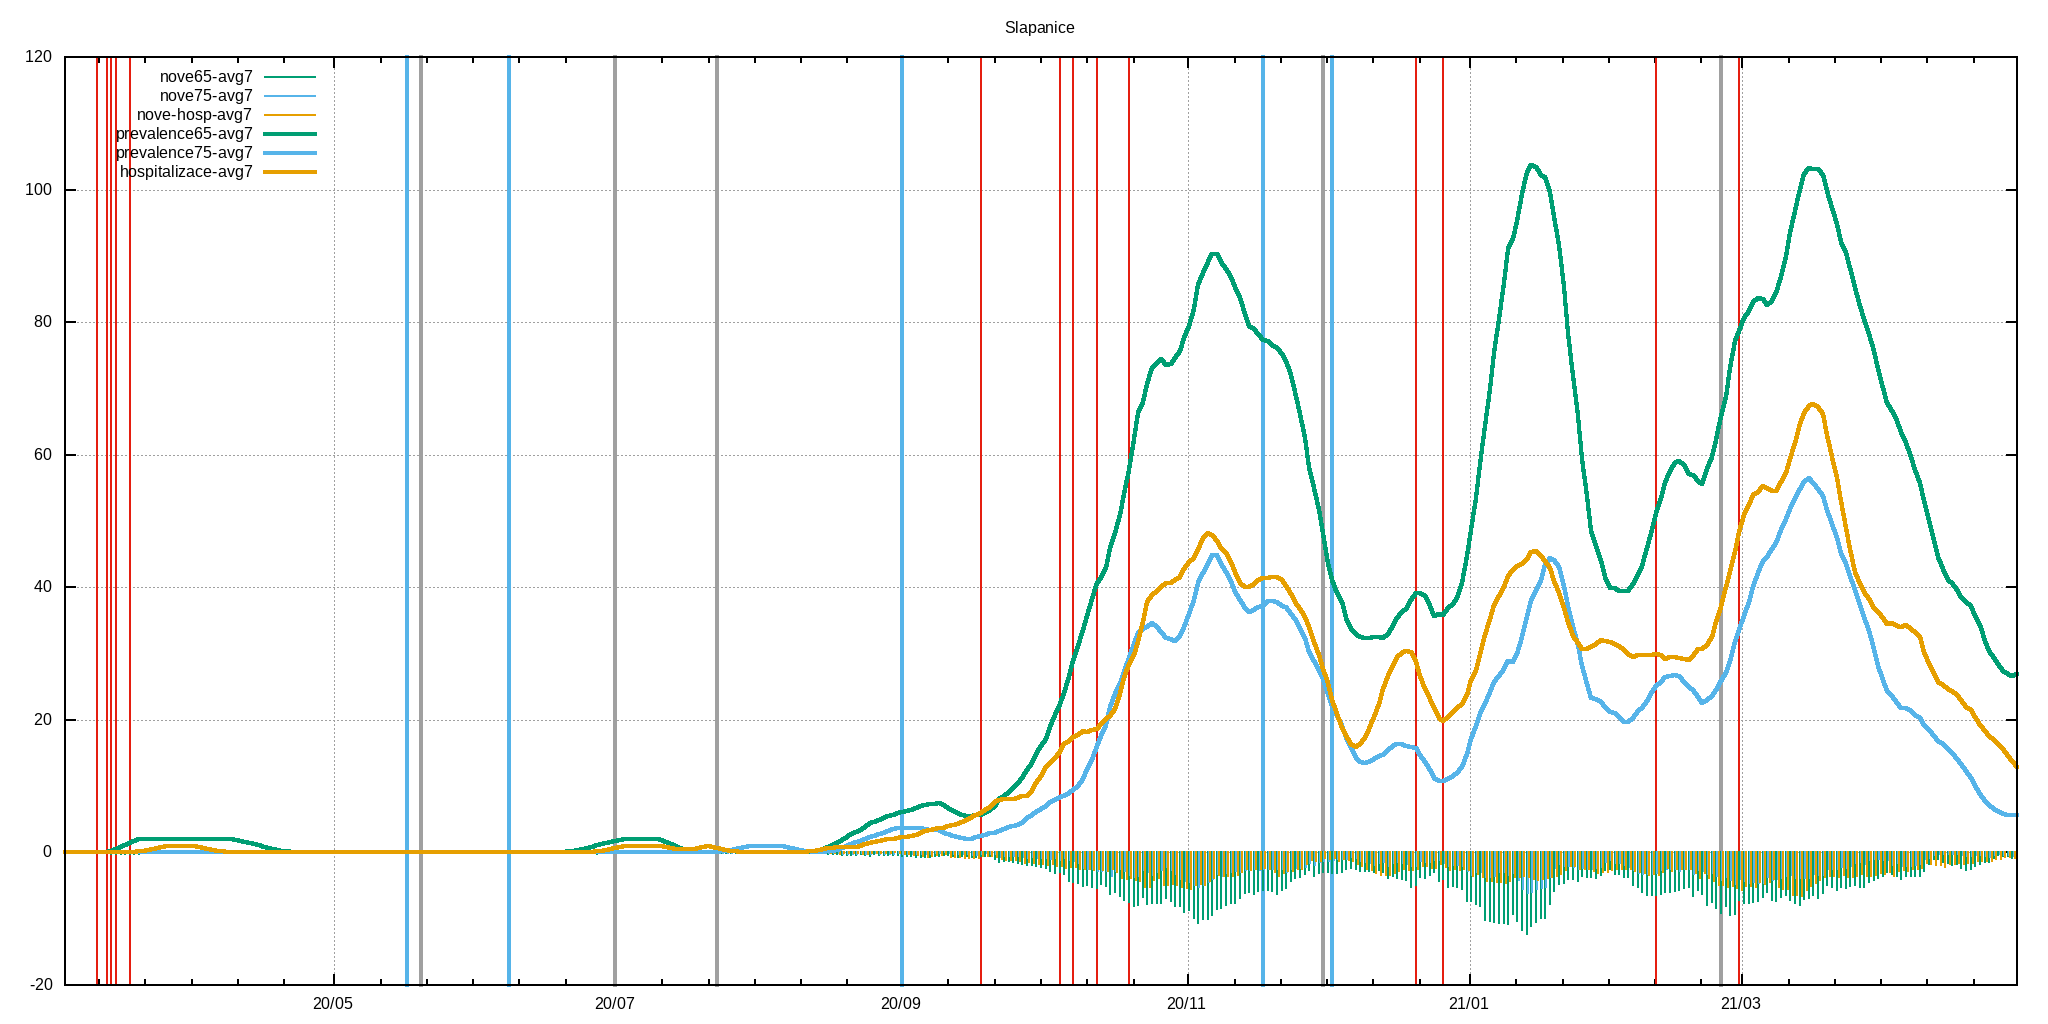 Slapanice
120
nove65-avg7
nove75-avg7
nove-hosp-avg7
prevalence65-avg7
prevalence75-avg7
hospitalizace-avg7
100
80
60
40
20
0
-20
20/05 20/07 20/09 20/11 21/01 21/03